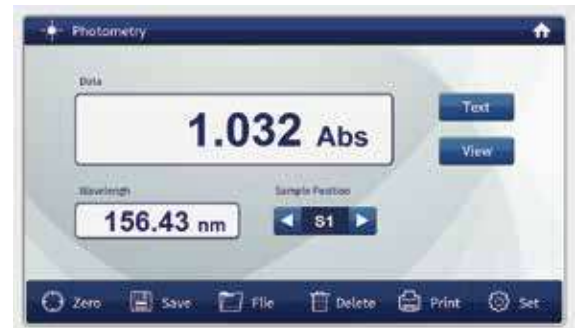 Photometry
Data
1.032 Abs
Text
View
Wavelength
Sample Position
156.43 nm
S1
Zero Save File Delete Print Set